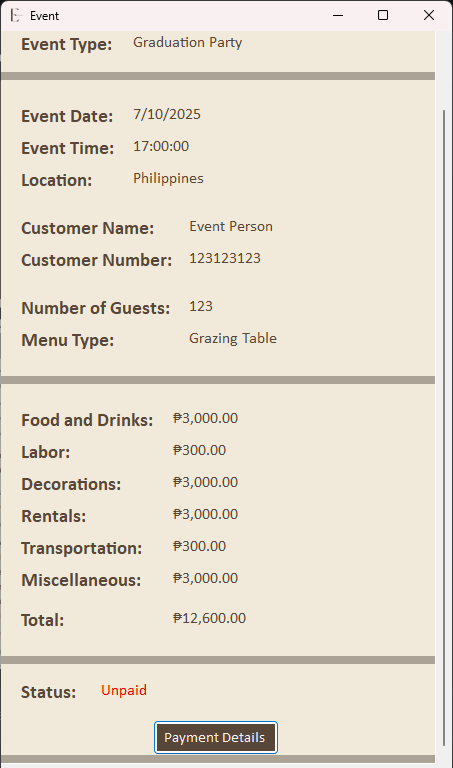 Event
Event Type: Graduation Party
Event Date: 7/10/2025
Event Time: 17:00:00
Location: Philippines
Customer Name: Event Person
Customer Number: 123123123
Number of Guests: 123
Menu Type: Grazing Table
Food and Drinks: ₱3,000.00
Labor: ₱300.00
Decorations: ₱3,000.00
Rentals: ₱3,000.00
Transportation: ₱300.00
Miscellaneous: ₱3,000.00
Total: ₱12,600.00
Status: Unpaid
Payment Details